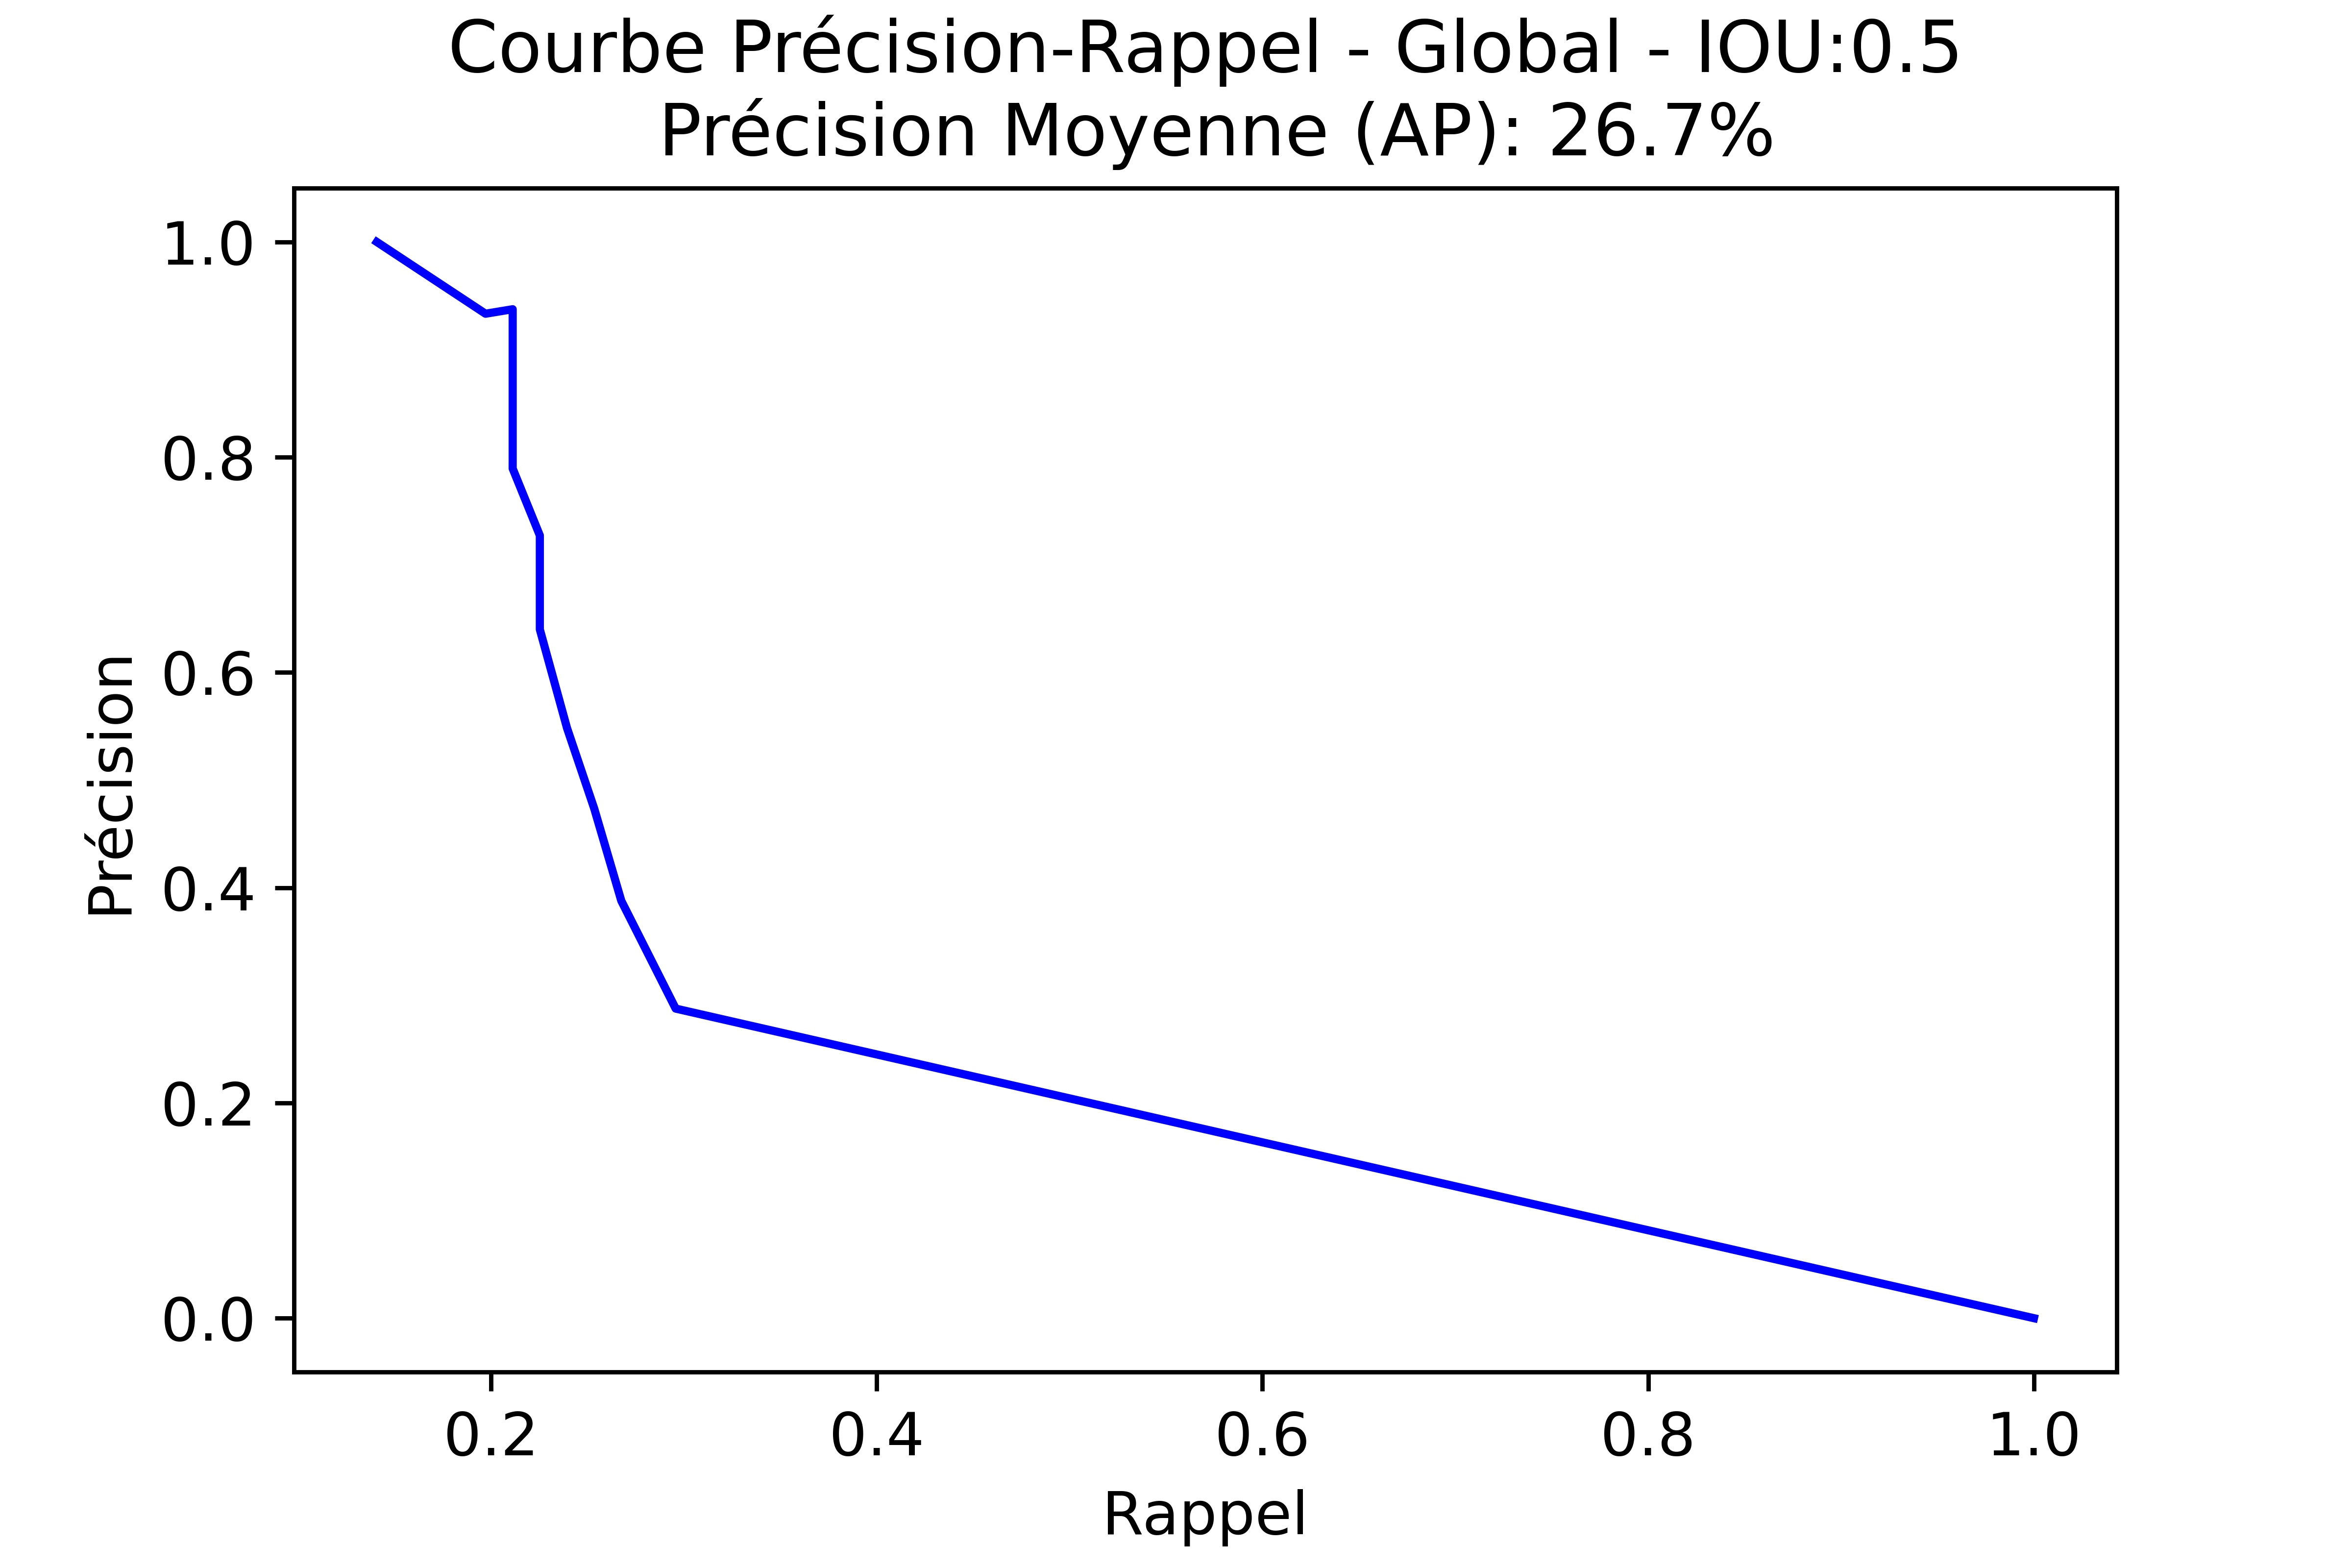 Courbe Précision-Rappel - Global - IOU:0.5
Précision Moyenne (AP): 26.7%
1.0
0.8
0.6
0.4
0.2
0.0
Précision
0.2 0.4 0.6 0.8 1.0
Rappel